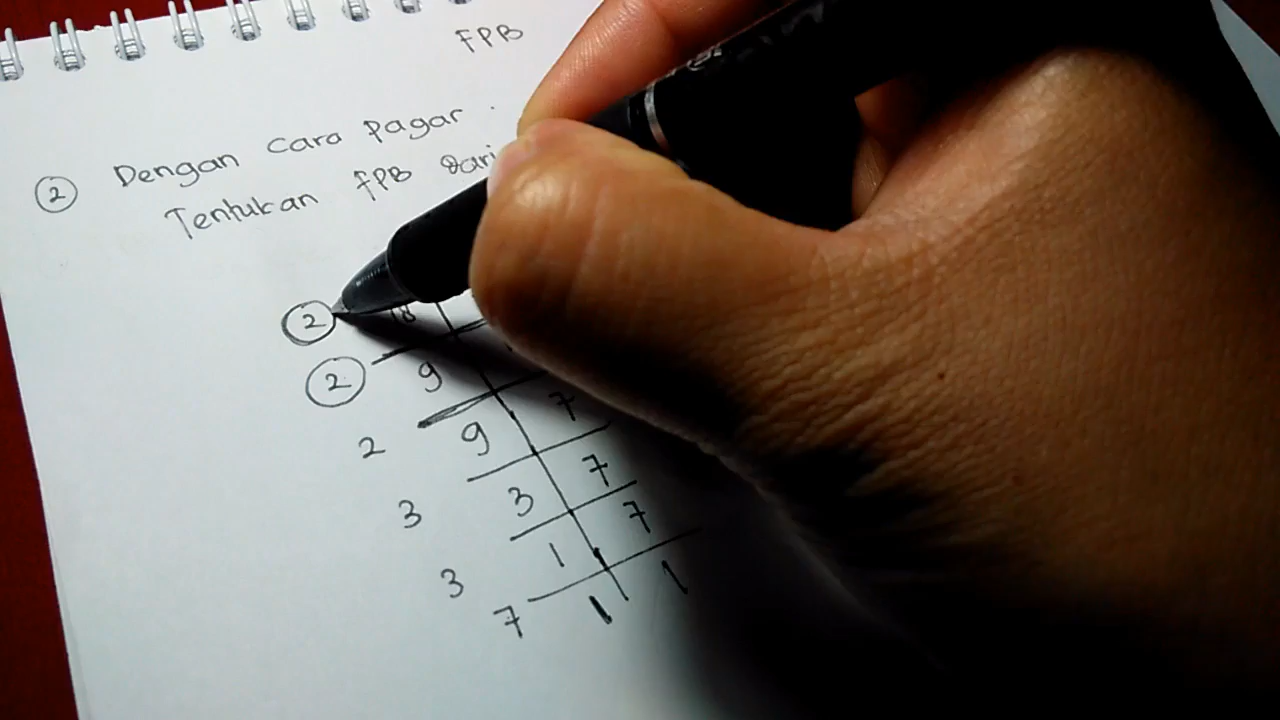 FPB
② Dengan cara pagar
Tentukan FPB Dari
2 18
2 9
2 9 7
3 3 7
3 1 7
7 1 1